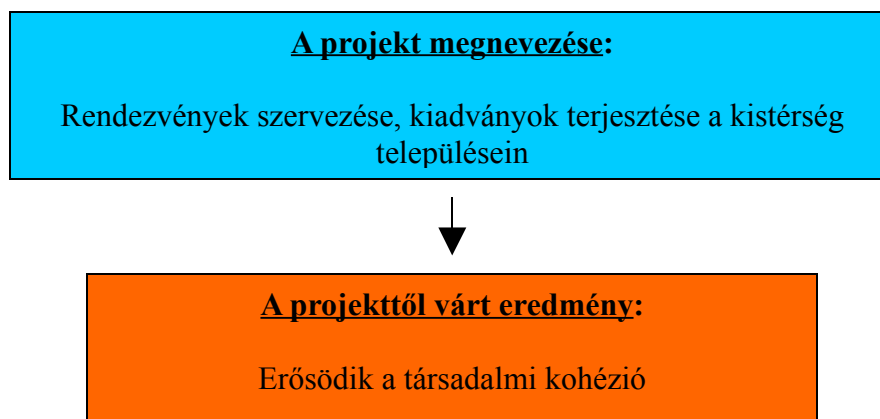 A projekt megnevezése:
Rendezvények szervezése, kiadványok terjesztése a kistérség
településein
A projekttől várt eredmény:
Erősödik a társadalmi kohézió